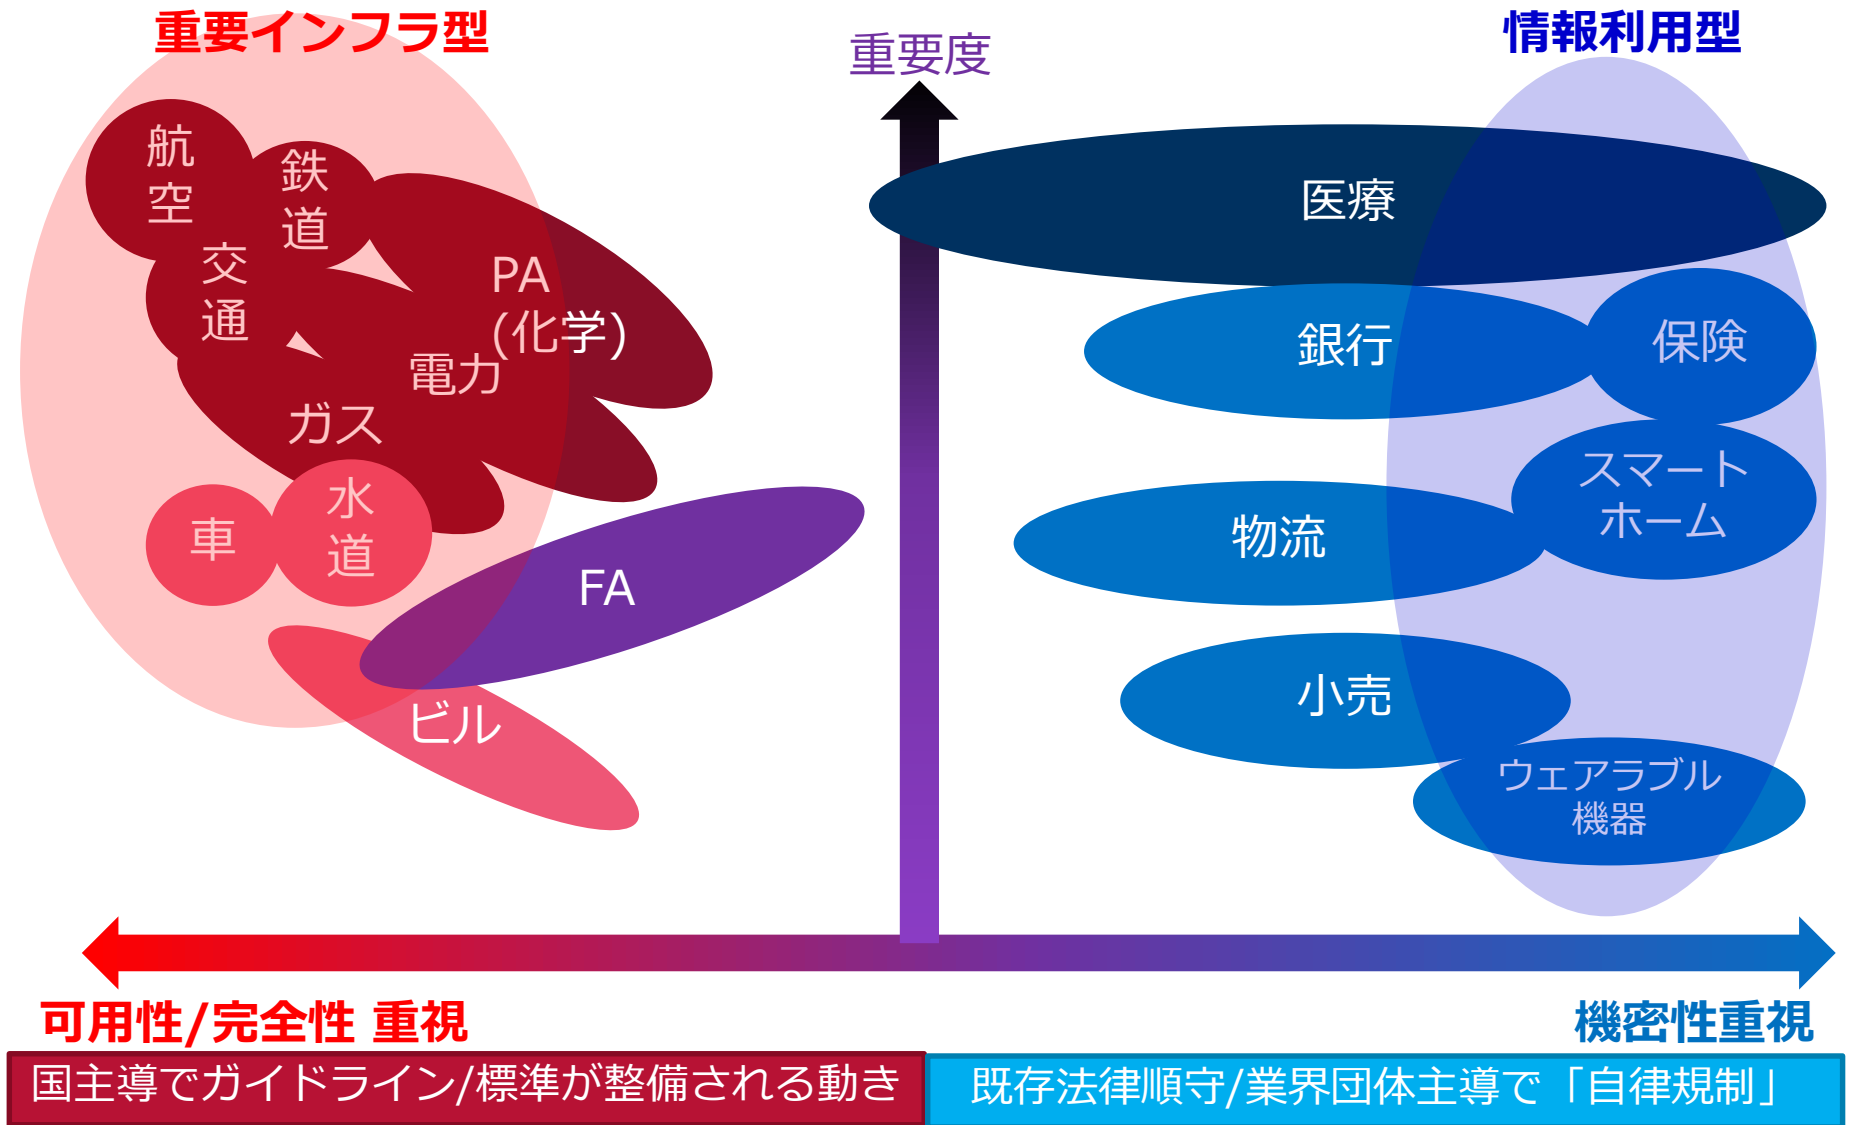 重要インフラ型
重要度
情報利用型
航
空
鉄
道
交
通
PA
(化学)
電力
ガス
車
水
道
FA
ビル
医療
銀行
保険
スマート
ホーム
物流
小売
ウェアラブル
機器
可用性/完全性 重視
機密性重視
国主導でガイドライン/標準が整備される動き
既存法律順守/業界団体主導で「自律規制」